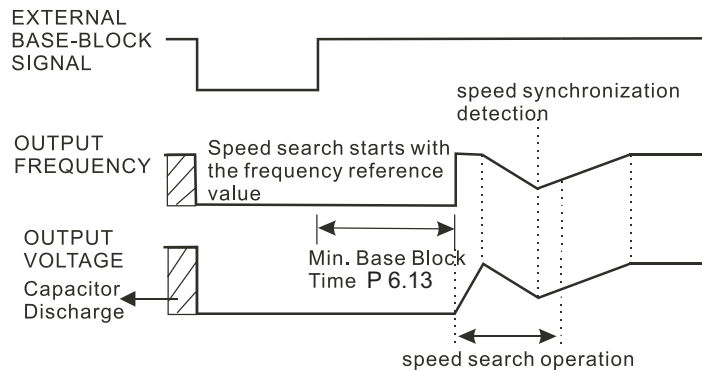 EXTERNAL
BASE-BLOCK
SIGNAL
speed synchronization
detection
OUTPUT
FREQUENCY
Speed search starts with
the frequency reference
value
OUTPUT
VOLTAGE
Min. Base Block
Time P 6.13
Capacitor
Discharge
speed search operation